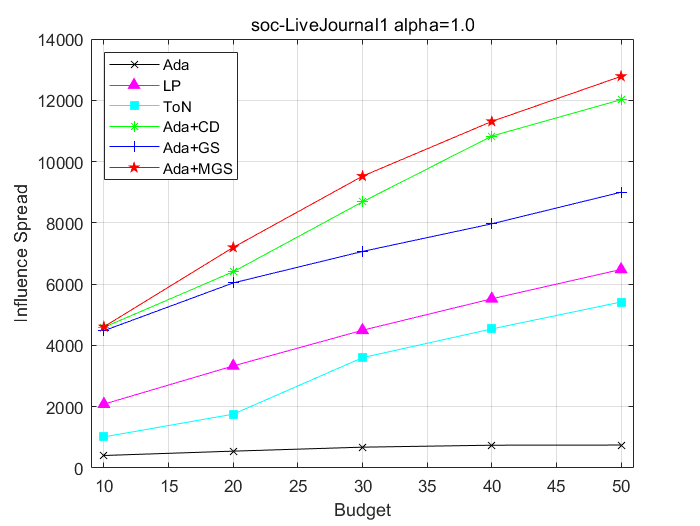 soc-LiveJournal1 alpha=1.0
14000
12000
10000
8000
6000
4000
2000
0
Influence Spread
Ada
LP
ToN
Ada+CD
Ada+GS
Ada+MGS
10 15 20 25 30 35 40 45 50
Budget